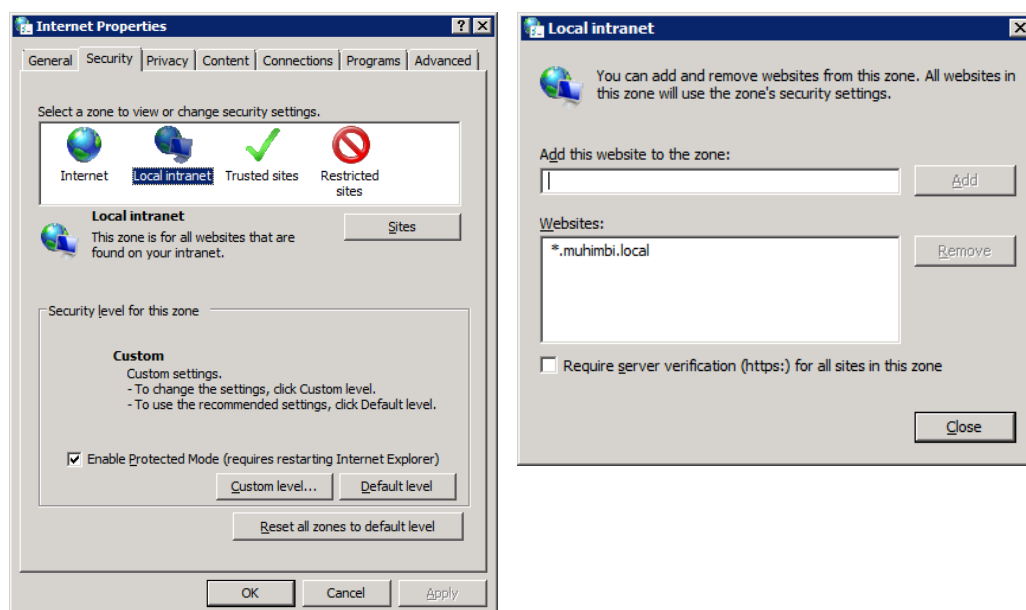 Internet Properties
General Security Privacy Content Connections Programs Advanced
Select a zone to view or change security settings.
Internet
Local intranet
Trusted sites
Restricted
sites
Local intranet
This zone is for all websites that are
found on your intranet.
Sites
Security level for this zone
Custom
Custom settings.
- To change the settings, click Custom level.
- To use the recommended settings, click Default level.
Enable Protected Mode (requires restarting Internet Explorer)
Custom level...
Default level
Reset all zones to default level
OK
Cancel
Apply
Local intranet
You can add and remove websites from this zone. All websites in
this zone will use the zone's security settings.
Add this website to the zone:
Add
Websites:
*.muhimbi.local
Remove
Require server verification (https:) for all sites in this zone
Close